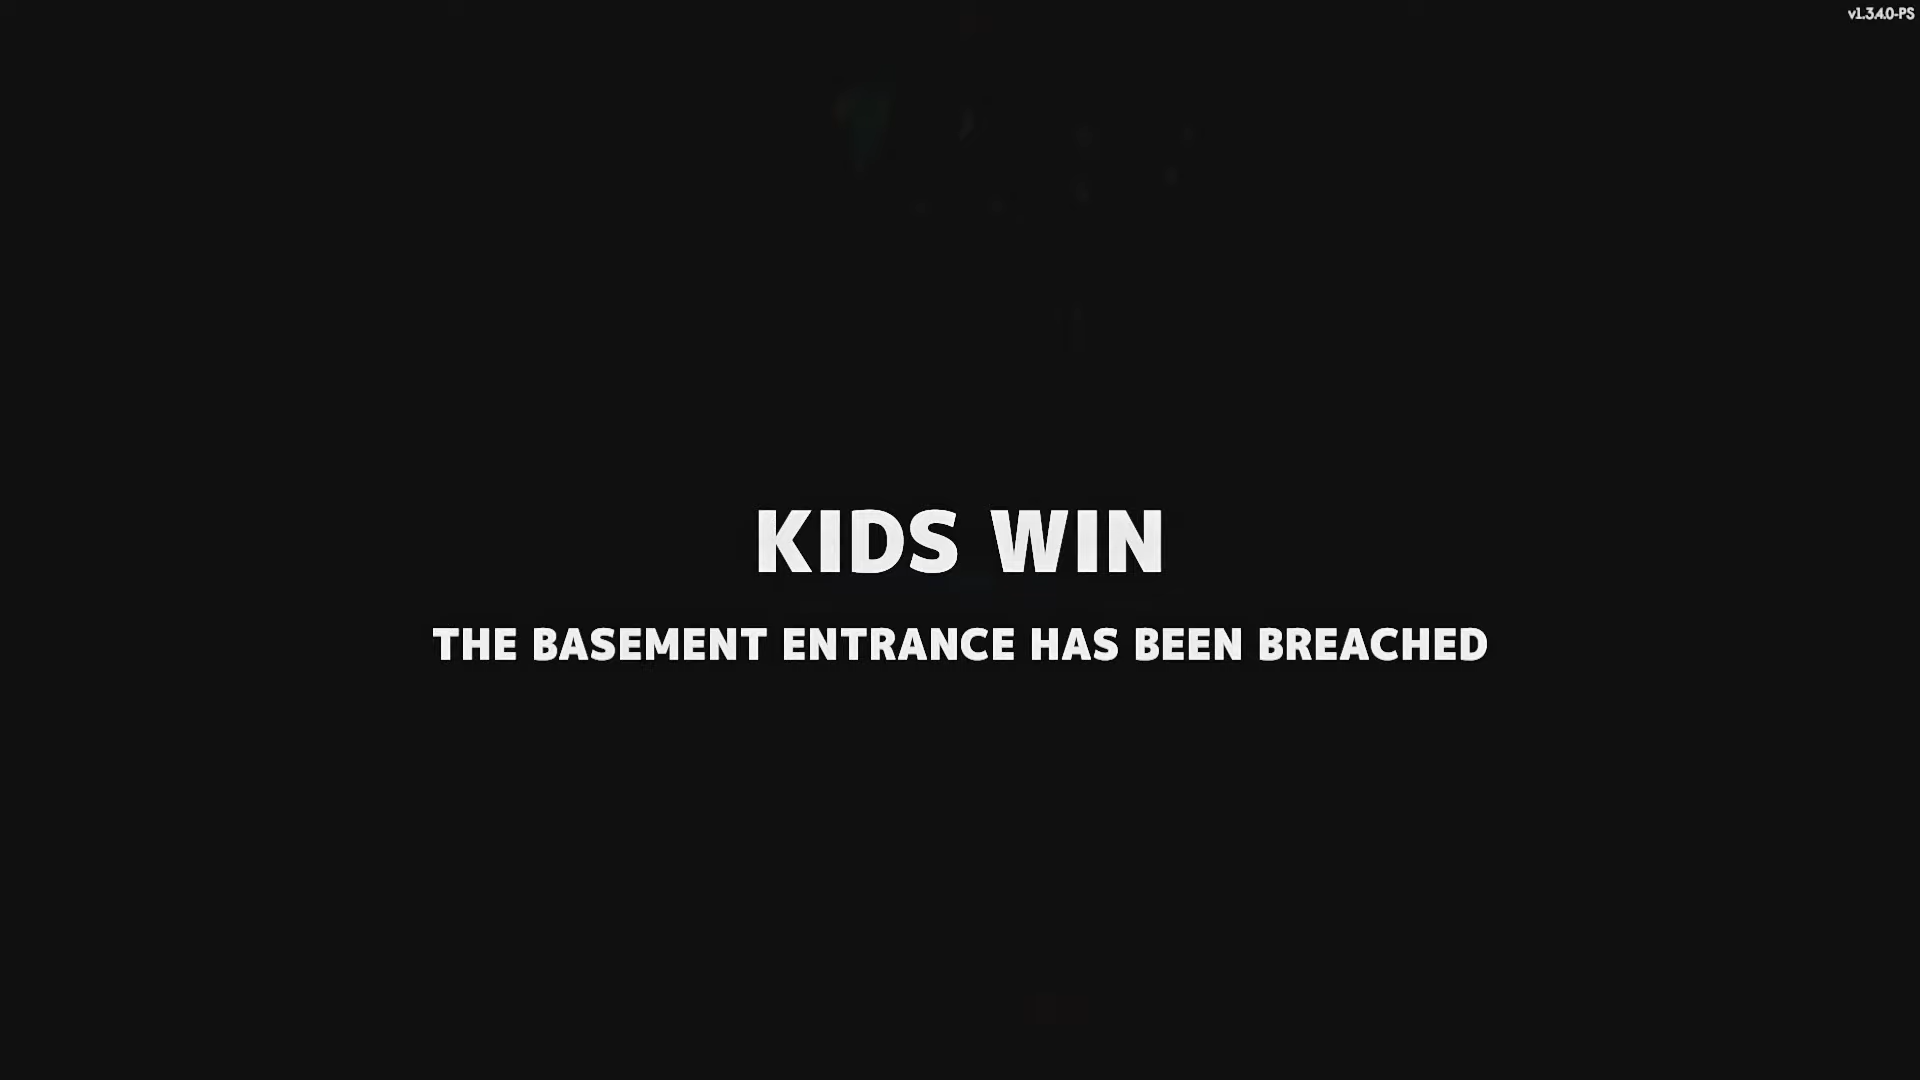 v1.3.4.0-PS
KIDS WIN
THE BASEMENT ENTRANCE HAS BEEN BREACHED